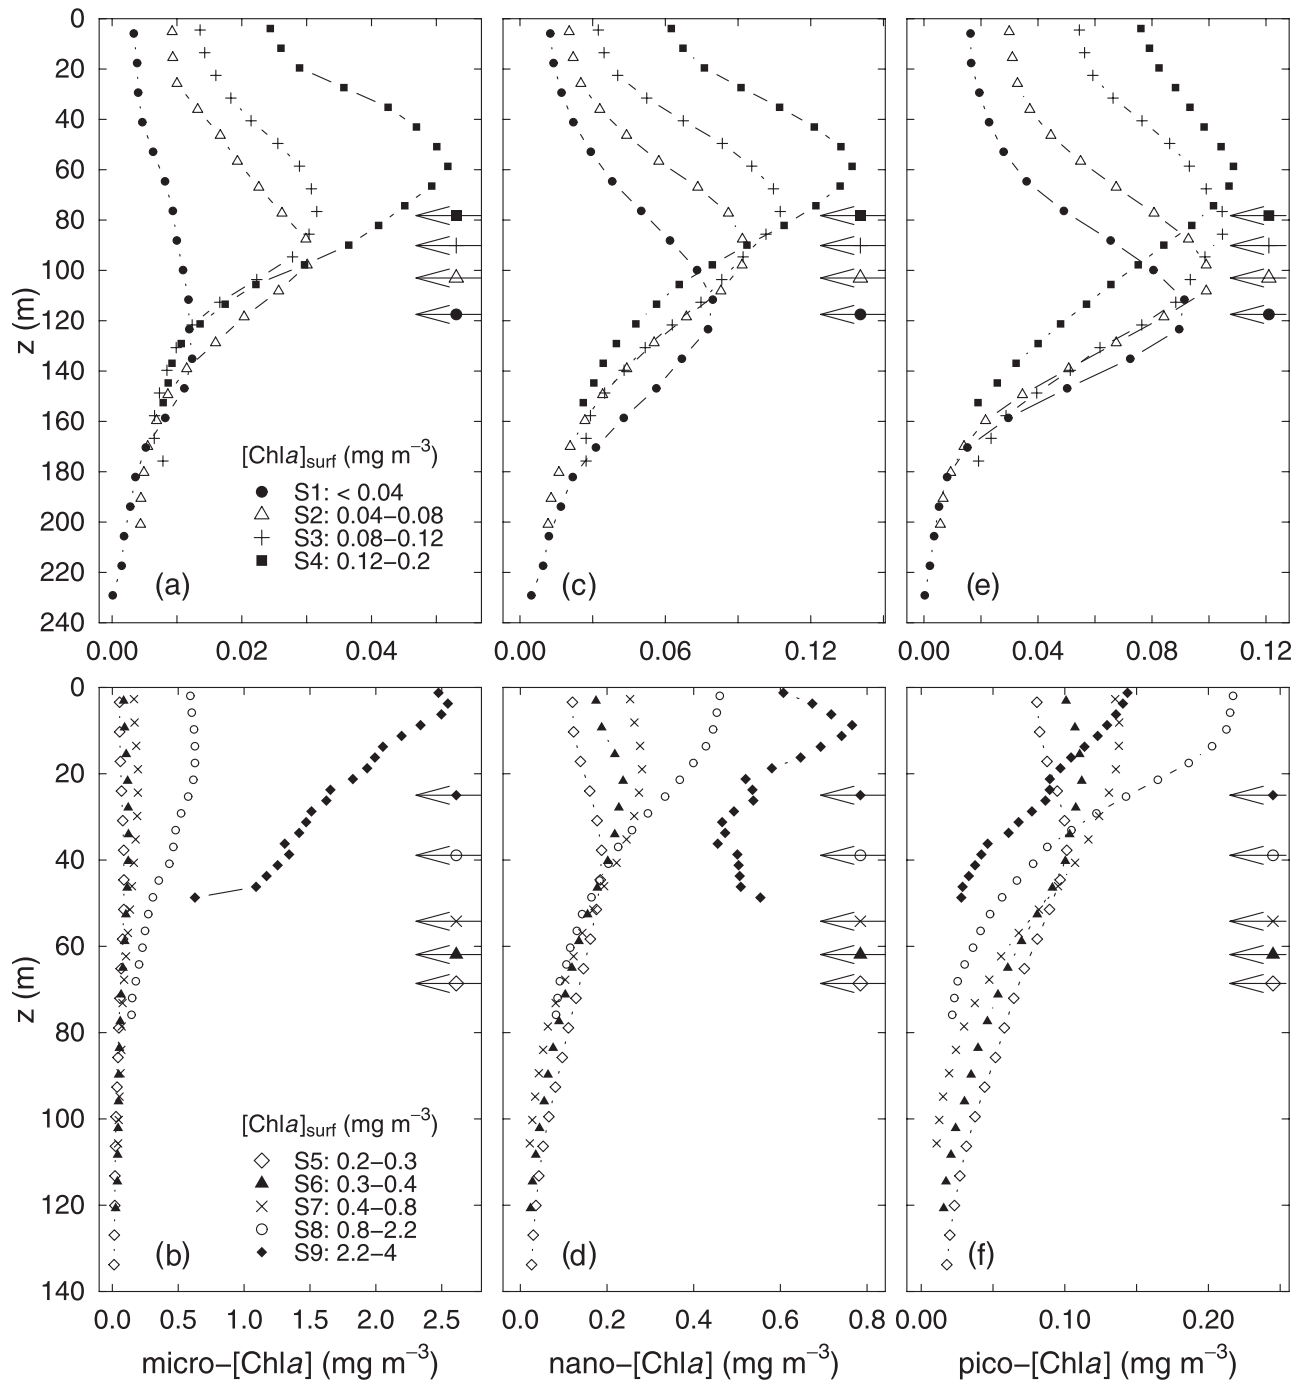 0
20
40
60
80
100
120
140
160
180
200
220
240
z (m)
[Chla]surf (mg m−3)
S1: < 0.04
S2: 0.04−0.08
S3: 0.08−0.12
S4: 0.12−0.2
(a)
(c)
(e)
0.00 0.02 0.04
0.00 0.06 0.12
0.00 0.04 0.08 0.12
0
20
40
60
80
100
120
140
z (m)
[Chla]surf (mg m−3)
S5: 0.2−0.3
S6: 0.3−0.4
S7: 0.4−0.8
S8: 0.8−2.2
S9: 2.2−4
(b)
(d)
(f)
0.0 0.5 1.0 1.5 2.0 2.5
0.0 0.2 0.4 0.6 0.8
0.00 0.10 0.20
micro−[Chla] (mg m−3)
nano−[Chla] (mg m−3)
pico−[Chla] (mg m−3)